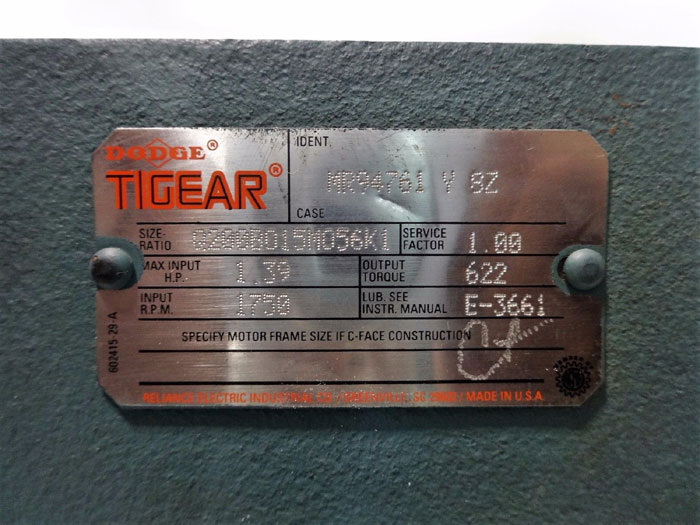 DODGE®
TIGEAR®
IDENT.
MR94761 Y 8Z
CASE
SIZE-RATIO Q200B015M056K1 SERVICE FACTOR 1.00
MAX INPUT H.P. 1.39 OUTPUT TORQUE 622
INPUT R.P.M. 1750 LUB. SEE INSTR. MANUAL E-3661
SPECIFY MOTOR FRAME SIZE IF C-FACE CONSTRUCTION
602415-29-A
RELIANCE ELECTRIC INDUSTRIAL CO. / GREENVILLE, SC / MADE IN U.S.A.